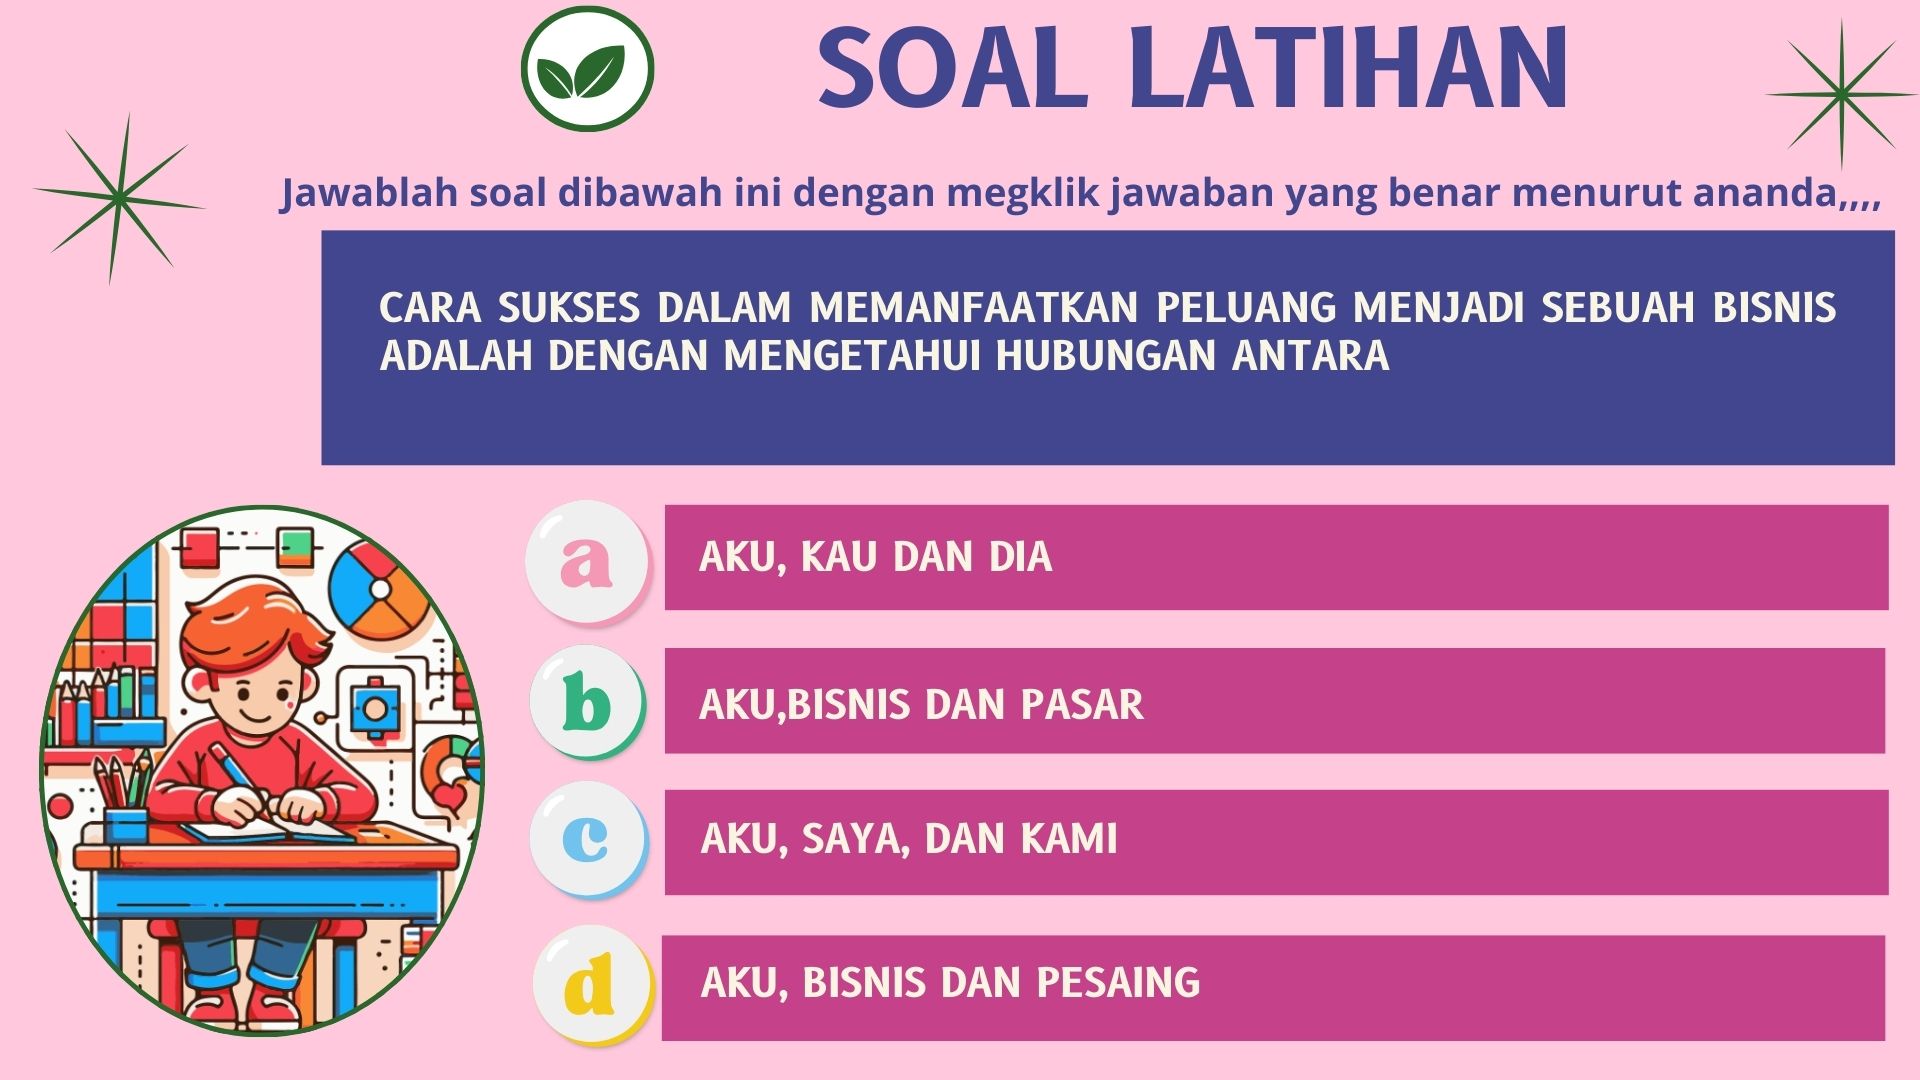 SOAL LATIHAN
Jawablah soal dibawah ini dengan megklik jawaban yang benar menurut ananda,,,,
CARA SUKSES DALAM MEMANFAATKAN PELUANG MENJADI SEBUAH BISNIS
ADALAH DENGAN MENGETAHUI HUBUNGAN ANTARA
a AKU, KAU DAN DIA
b AKU,BISNIS DAN PASAR
c AKU, SAYA, DAN KAMI
d AKU, BISNIS DAN PESAING